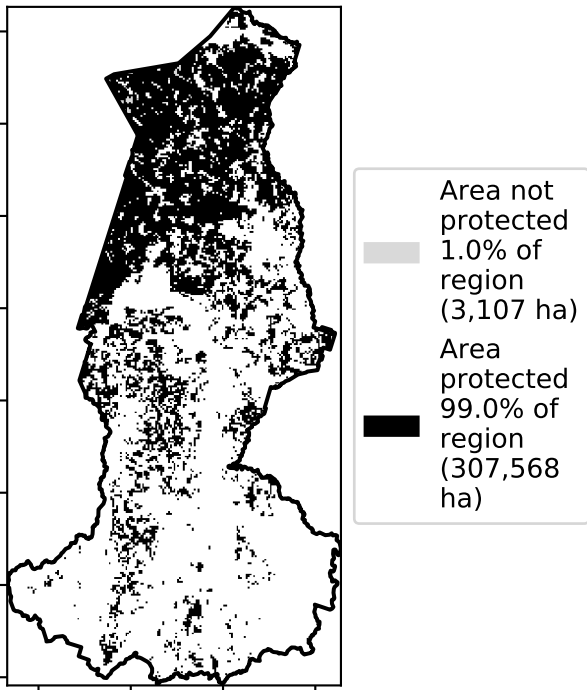 Area not
protected
1.0% of
region
(3,107 ha)
Area
protected
99.0% of
region
(307,568
ha)